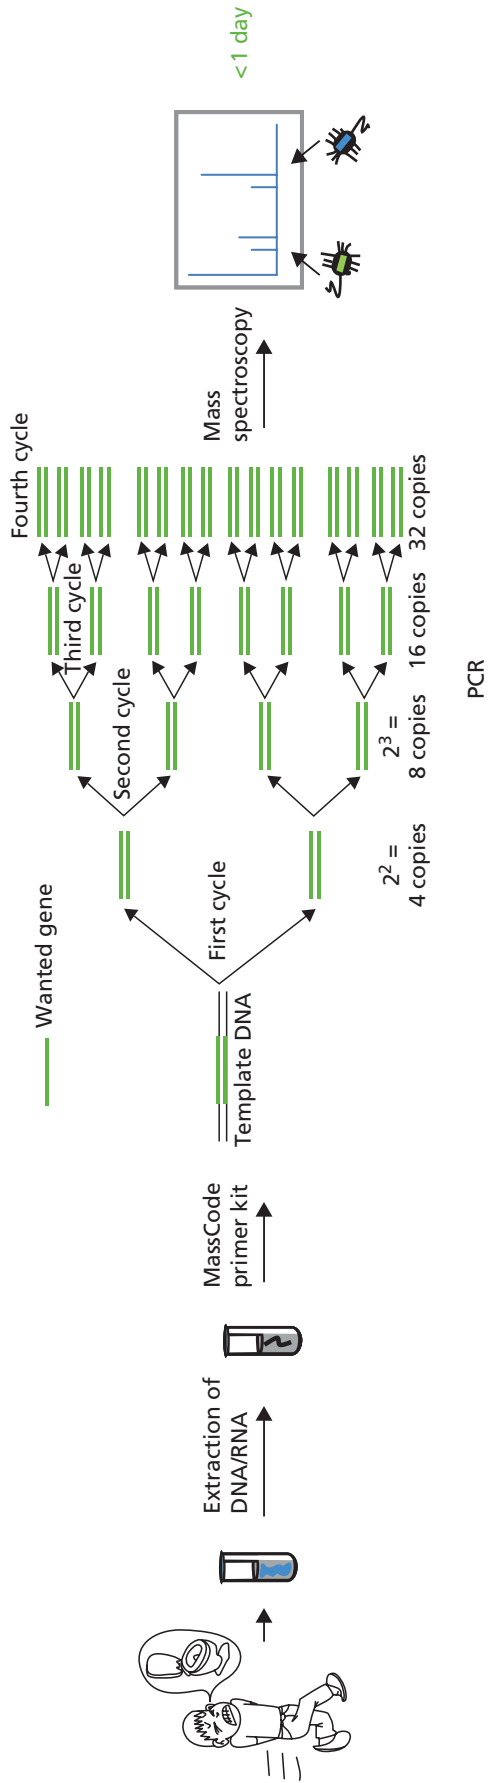 Extraction of
DNA/RNA
MassCode
primer kit
Wanted gene
Template DNA
First cycle
Second cycle
Third cycle
Fourth cycle
2² =
4 copies
2³ =
8 copies
16 copies
32 copies
PCR
Mass
spectroscopy
<1 day